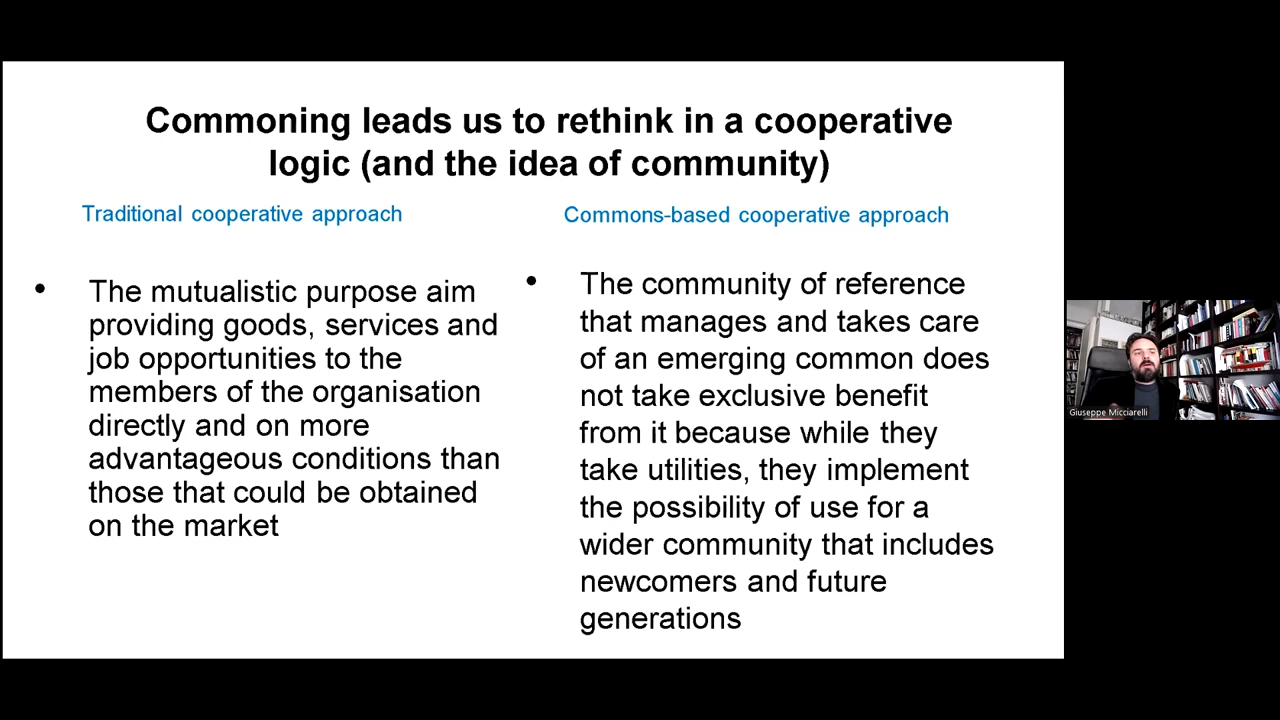 Commoning leads us to rethink in a cooperative
logic (and the idea of community)
Traditional cooperative approach
• The mutualistic purpose aim
providing goods, services and
job opportunities to the
members of the organisation
directly and on more
advantageous conditions than
those that could be obtained
on the market
Commons-based cooperative approach
• The community of reference
that manages and takes care
of an emerging common does
not take exclusive benefit
from it because while they
take utilities, they implement
the possibility of use for a
wider community that includes
newcomers and future
generations
Giuseppe Micciarelli